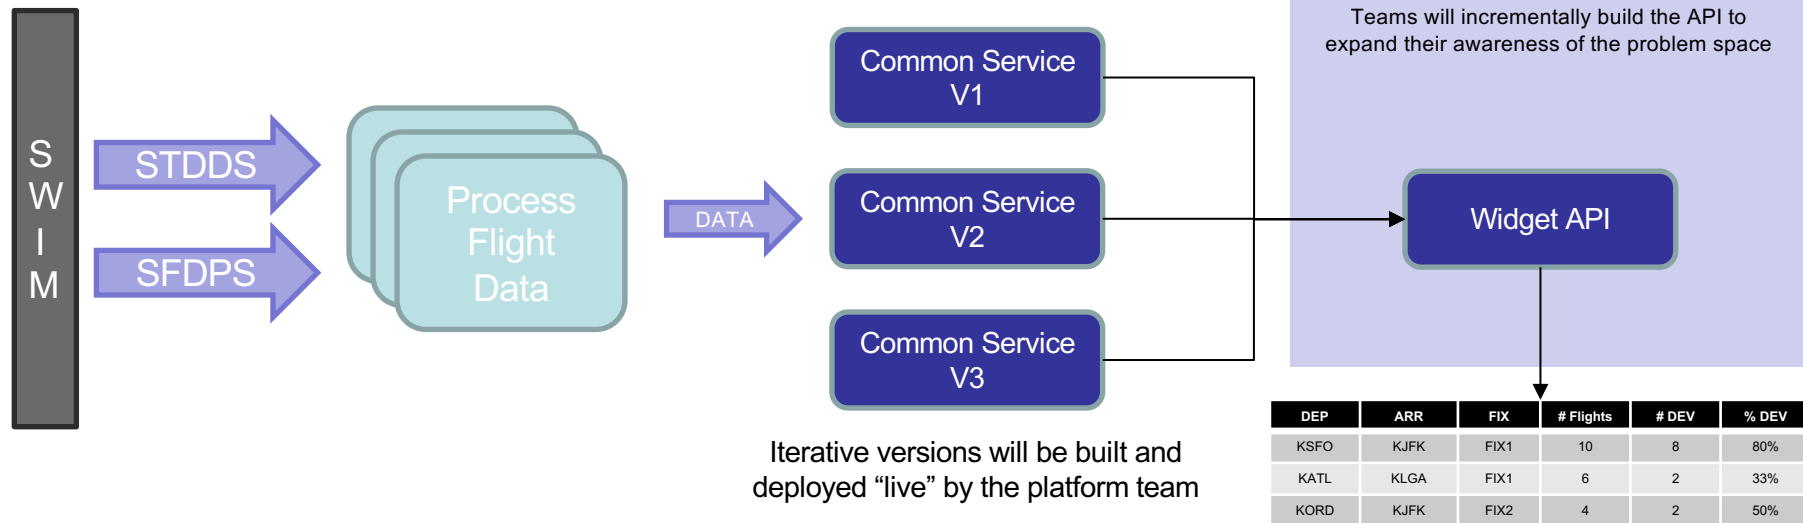 S
W
I
M
STDDS
SFDPS
Process
Flight
Data
DATA
Common Service
V1
Common Service
V2
Common Service
V3
Iterative versions will be built and
deployed “live” by the platform team
Teams will incrementally build the API to
expand their awareness of the problem space
Widget API
DEP ARR FIX # Flights # DEV % DEV
KSFO KJFK FIX1 10 8 80%
KATL KLGA FIX1 6 2 33%
KORD KJFK FIX2 4 2 50%